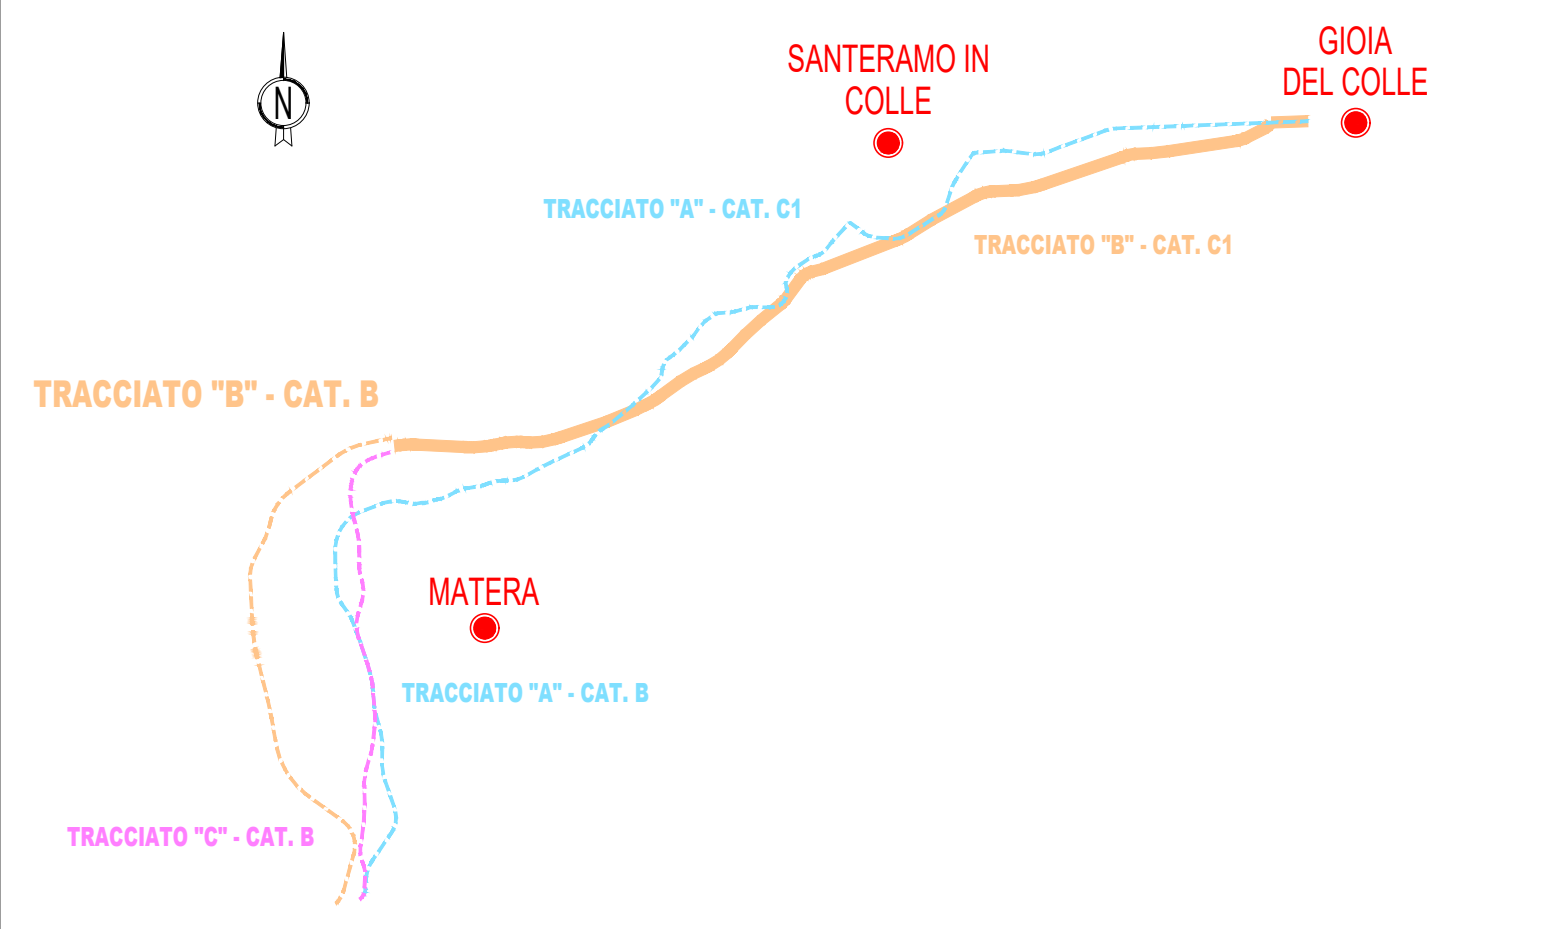 N
SANTERAMO IN
COLLE
GIOIA
DEL COLLE
TRACCIATO "A" - CAT. C1
TRACCIATO "B" - CAT. C1
TRACCIATO "B" - CAT. B
MATERA
TRACCIATO "A" - CAT. B
TRACCIATO "C" - CAT. B